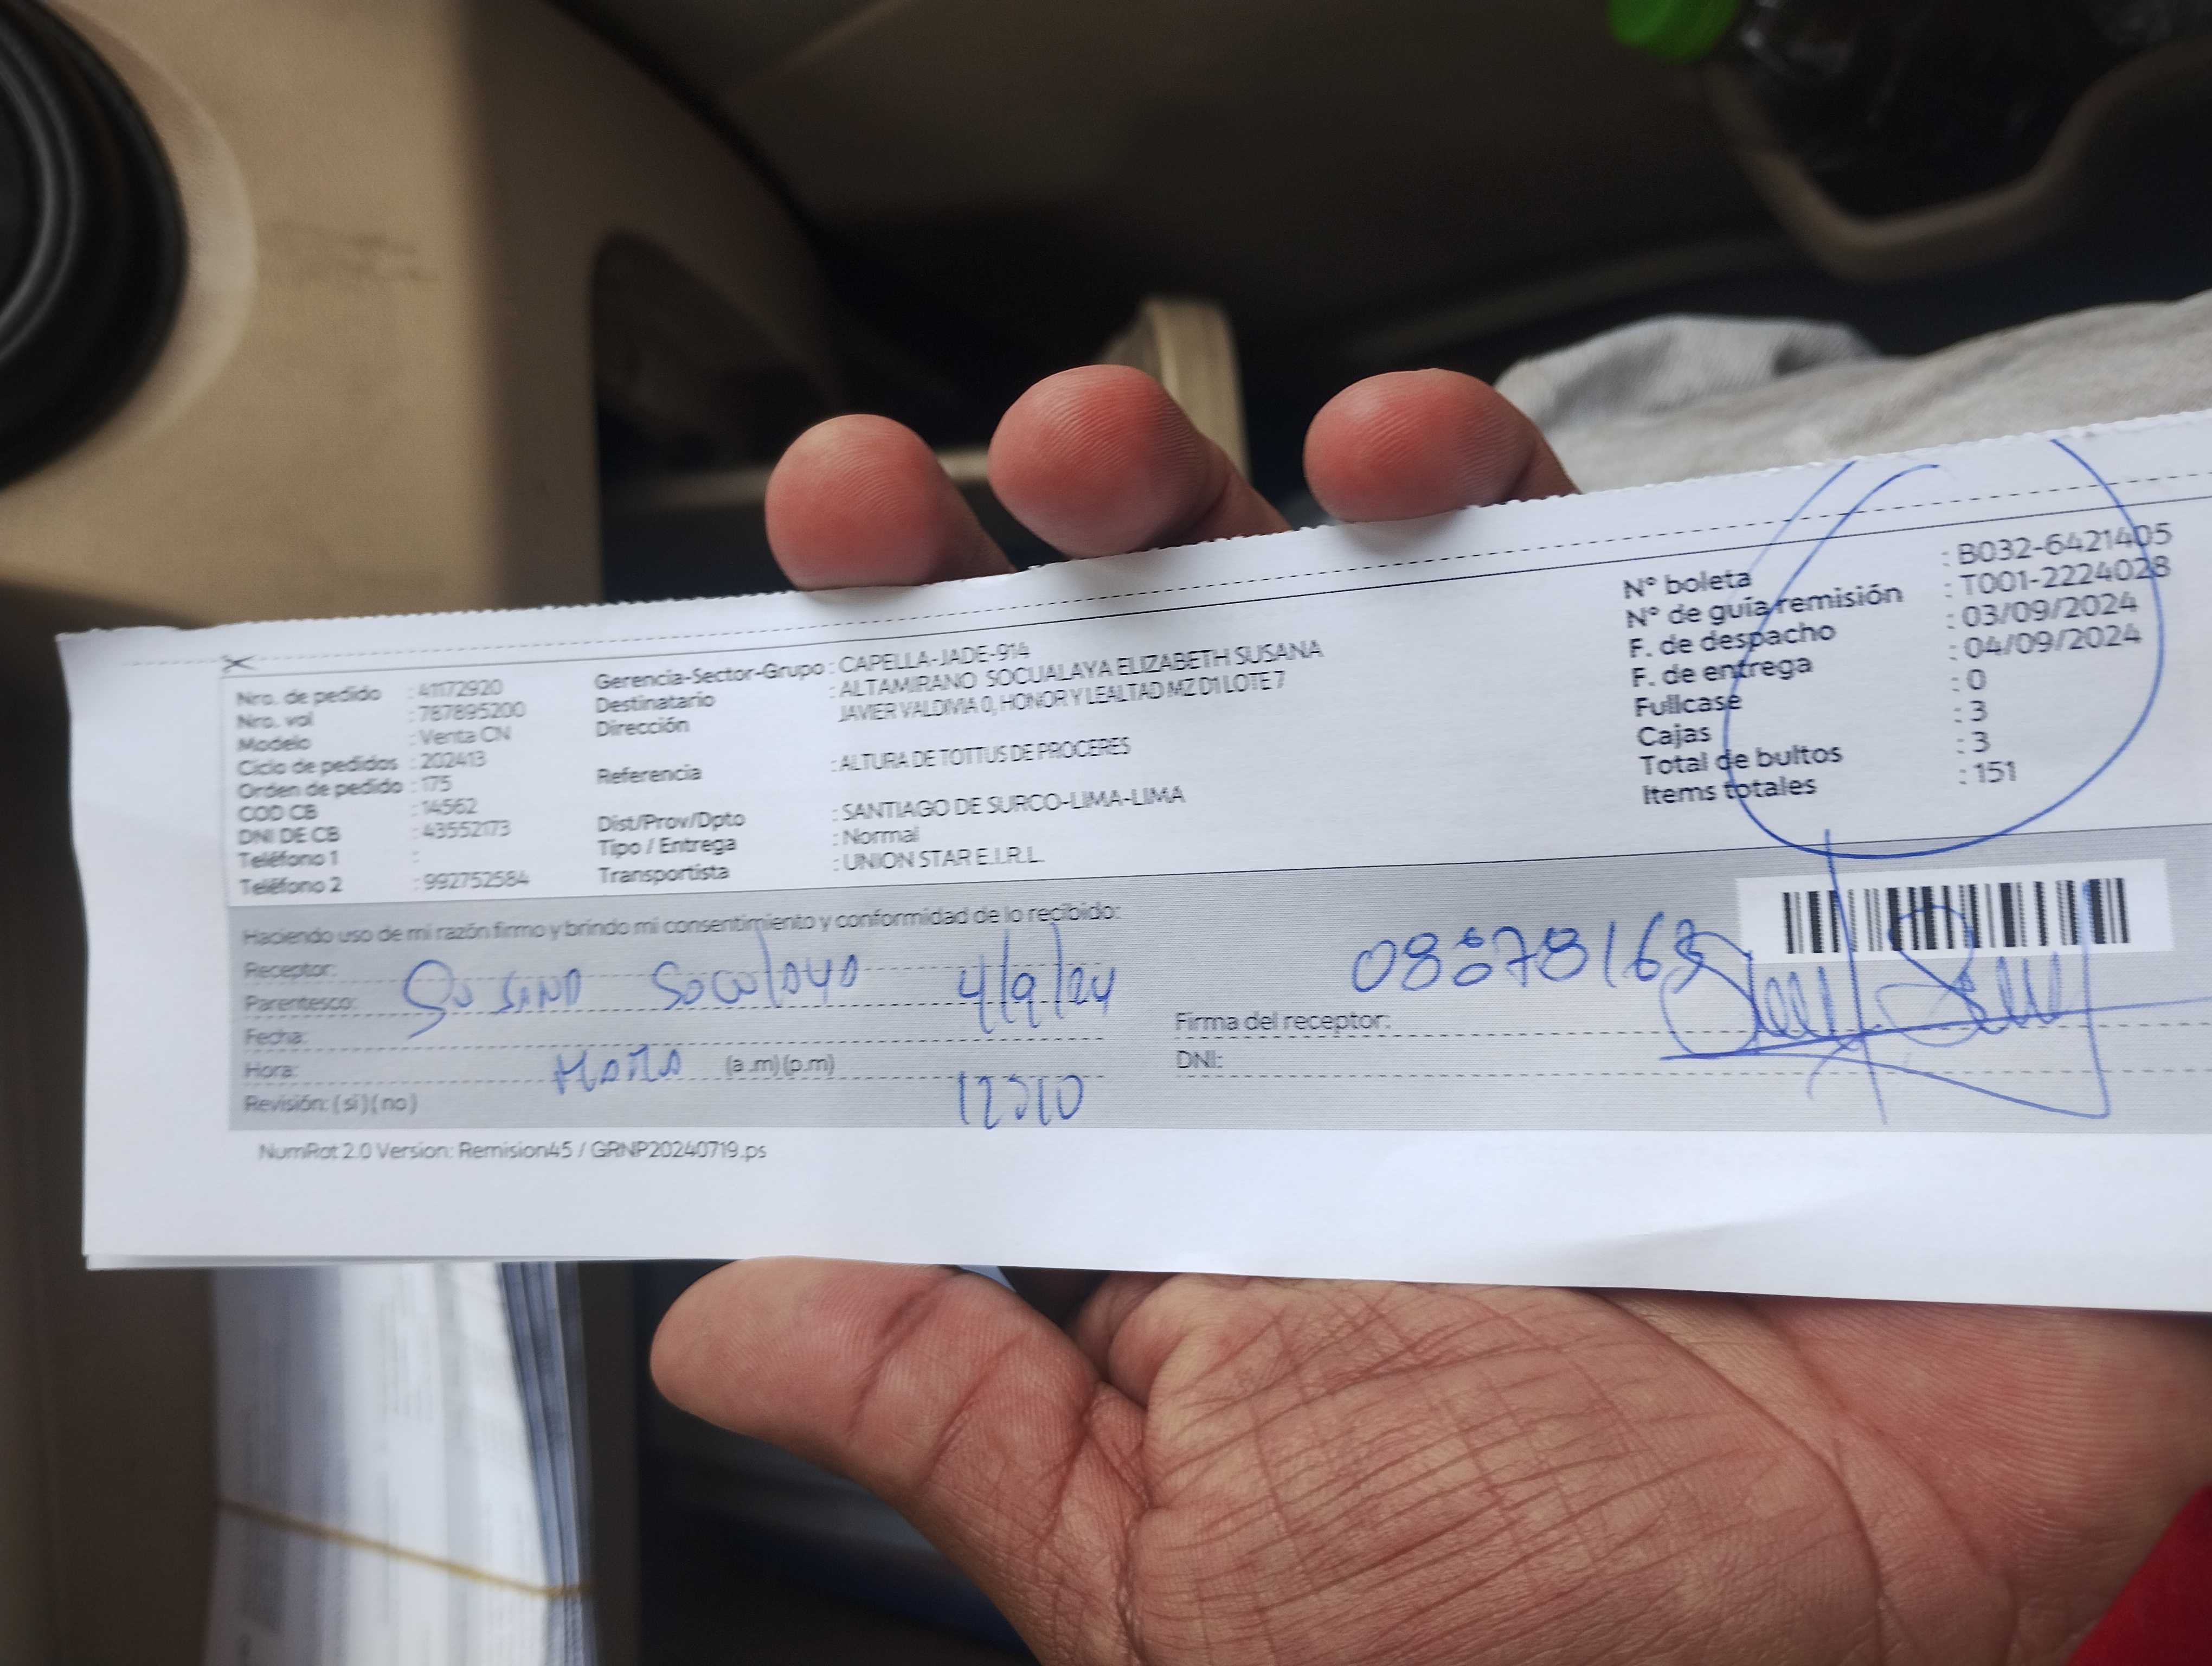 Nro. de pedido : 41172920
Nro. vol : 787895200
Modelo : Venta CN
Ciclo de pedidos : 202413
Orden de pedido : 175
COD CB : 14562
DNI DE CB : 43552173
Teléfono 1 :
Teléfono 2 : 992752584
Gerencia-Sector-Grupo : CAPELLA-JADE-914
Destinatario : ALTAMIRANO SOCUALAYA ELIZABETH SUSANA
Dirección JAVIER VALDIVIA 0, HONOR Y LEALTAD MZ D1 LOTE 7
Referencia : ALTURA DE TOTTUS DE PROCERES
Dist/Prov/Dpto : SANTIAGO DE SURCO-LIMA-LIMA
Tipo / Entrega : Normal
Transportista : UNION STAR E.I.R.L.
N° boleta : B032-6421405
N° de guía remisión : T001-2224028
F. de despacho : 03/09/2024
F. de entrega : 04/09/2024
Fullcase : 0
Cajas : 3
Total de bultos : 3
Items totales : 151
Haciendo uso de mi razón firmo y brindo mi consentimiento y conformidad de lo recibido:
Receptor:
Parentesco: 4/9/24
Fecha:
Hora: (a.m)(p.m)
Revisión: (si)(no)
Firma del receptor:
DNI:
NumRot 2.0 Version: Remision45 / GRNP20240719.ps